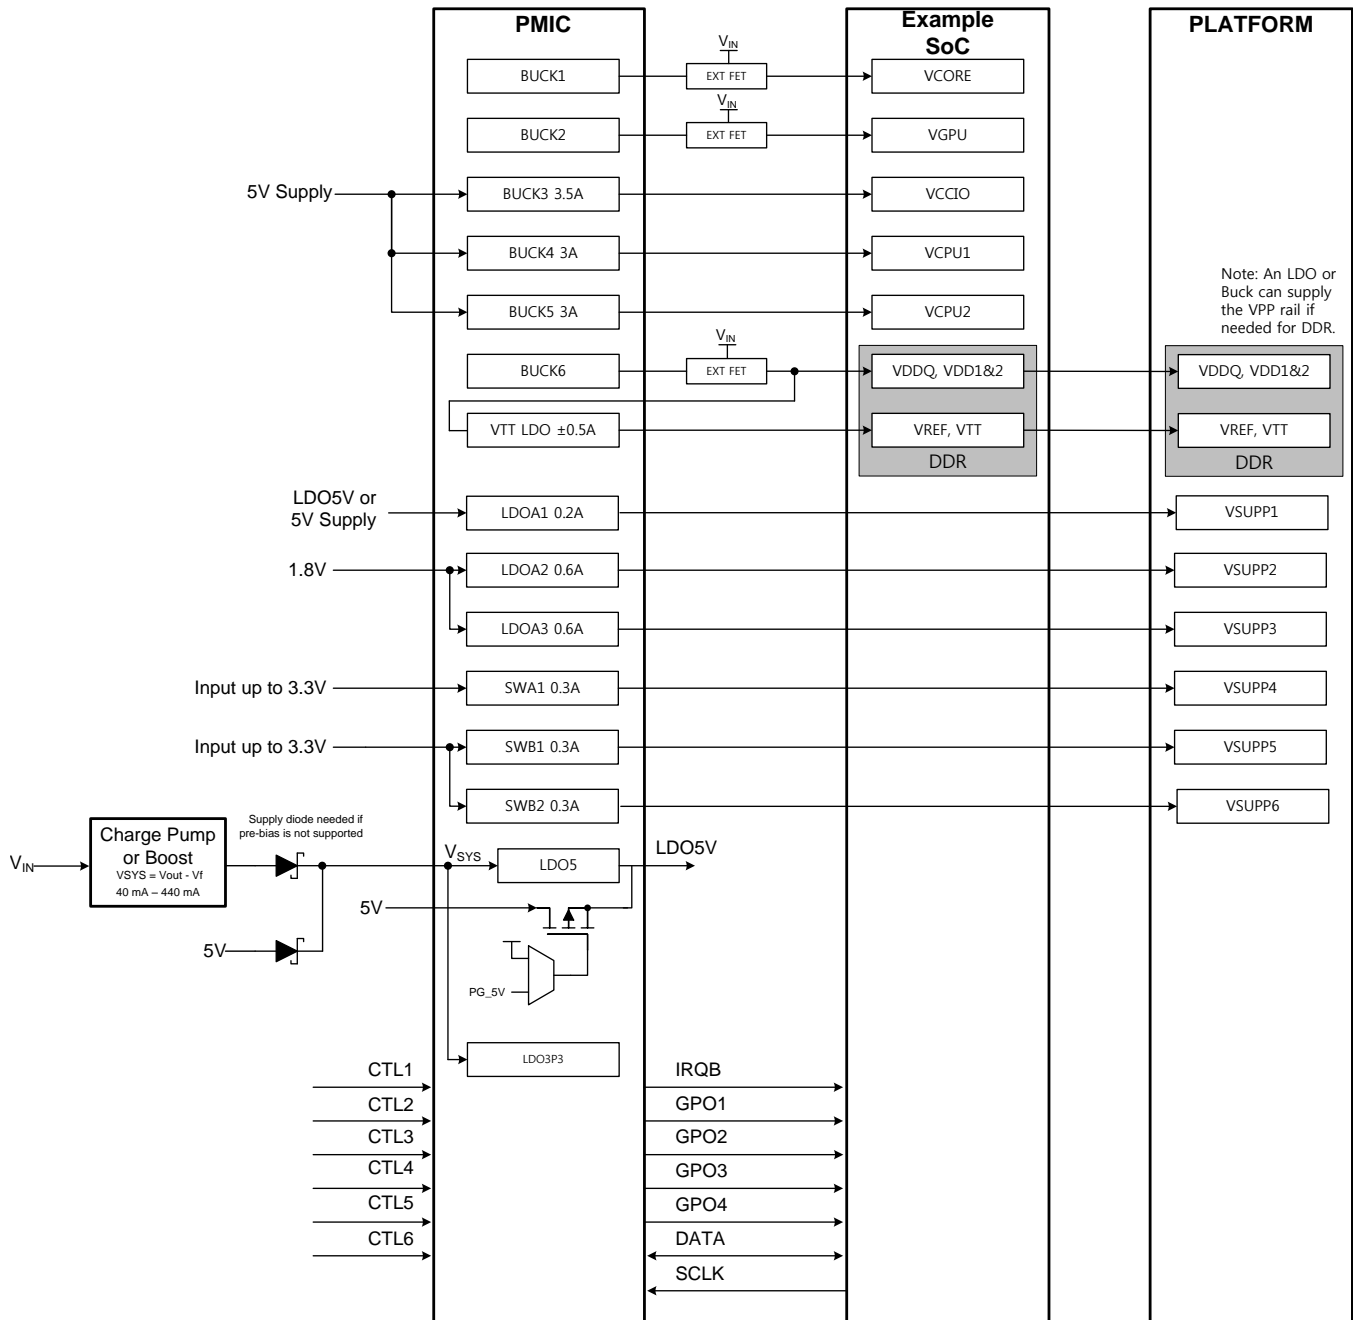 PMIC
Example
SoC
PLATFORM
VIN
BUCK1
EXT FET
VCORE
VIN
BUCK2
EXT FET
VGPU
5V Supply
BUCK3 3.5A
VCCIO
BUCK4 3A
VCPU1
Note: An LDO or
Buck can supply
the VPP rail if
needed for DDR.
BUCK5 3A
VCPU2
VIN
BUCK6
EXT FET
VDDQ, VDD1&2
VDDQ, VDD1&2
VTT LDO ±0.5A
VREF, VTT
VREF, VTT
DDR
DDR
LDO5V or
5V Supply
LDOA1 0.2A
VSUPP1
1.8V
LDOA2 0.6A
VSUPP2
LDOA3 0.6A
VSUPP3
Input up to 3.3V
SWA1 0.3A
VSUPP4
Input up to 3.3V
SWB1 0.3A
VSUPP5
SWB2 0.3A
VSUPP6
Supply diode needed if
pre-bias is not supported
VIN
Charge Pump
or Boost
VSYS = Vout - Vf
40 mA – 440 mA
VSYS
LDO5
LDO5V
5V
5V
PG_5V
LDO3P3
CTL1
IRQB
CTL2
GPO1
CTL3
GPO2
CTL4
GPO3
CTL5
GPO4
CTL6
DATA
SCLK